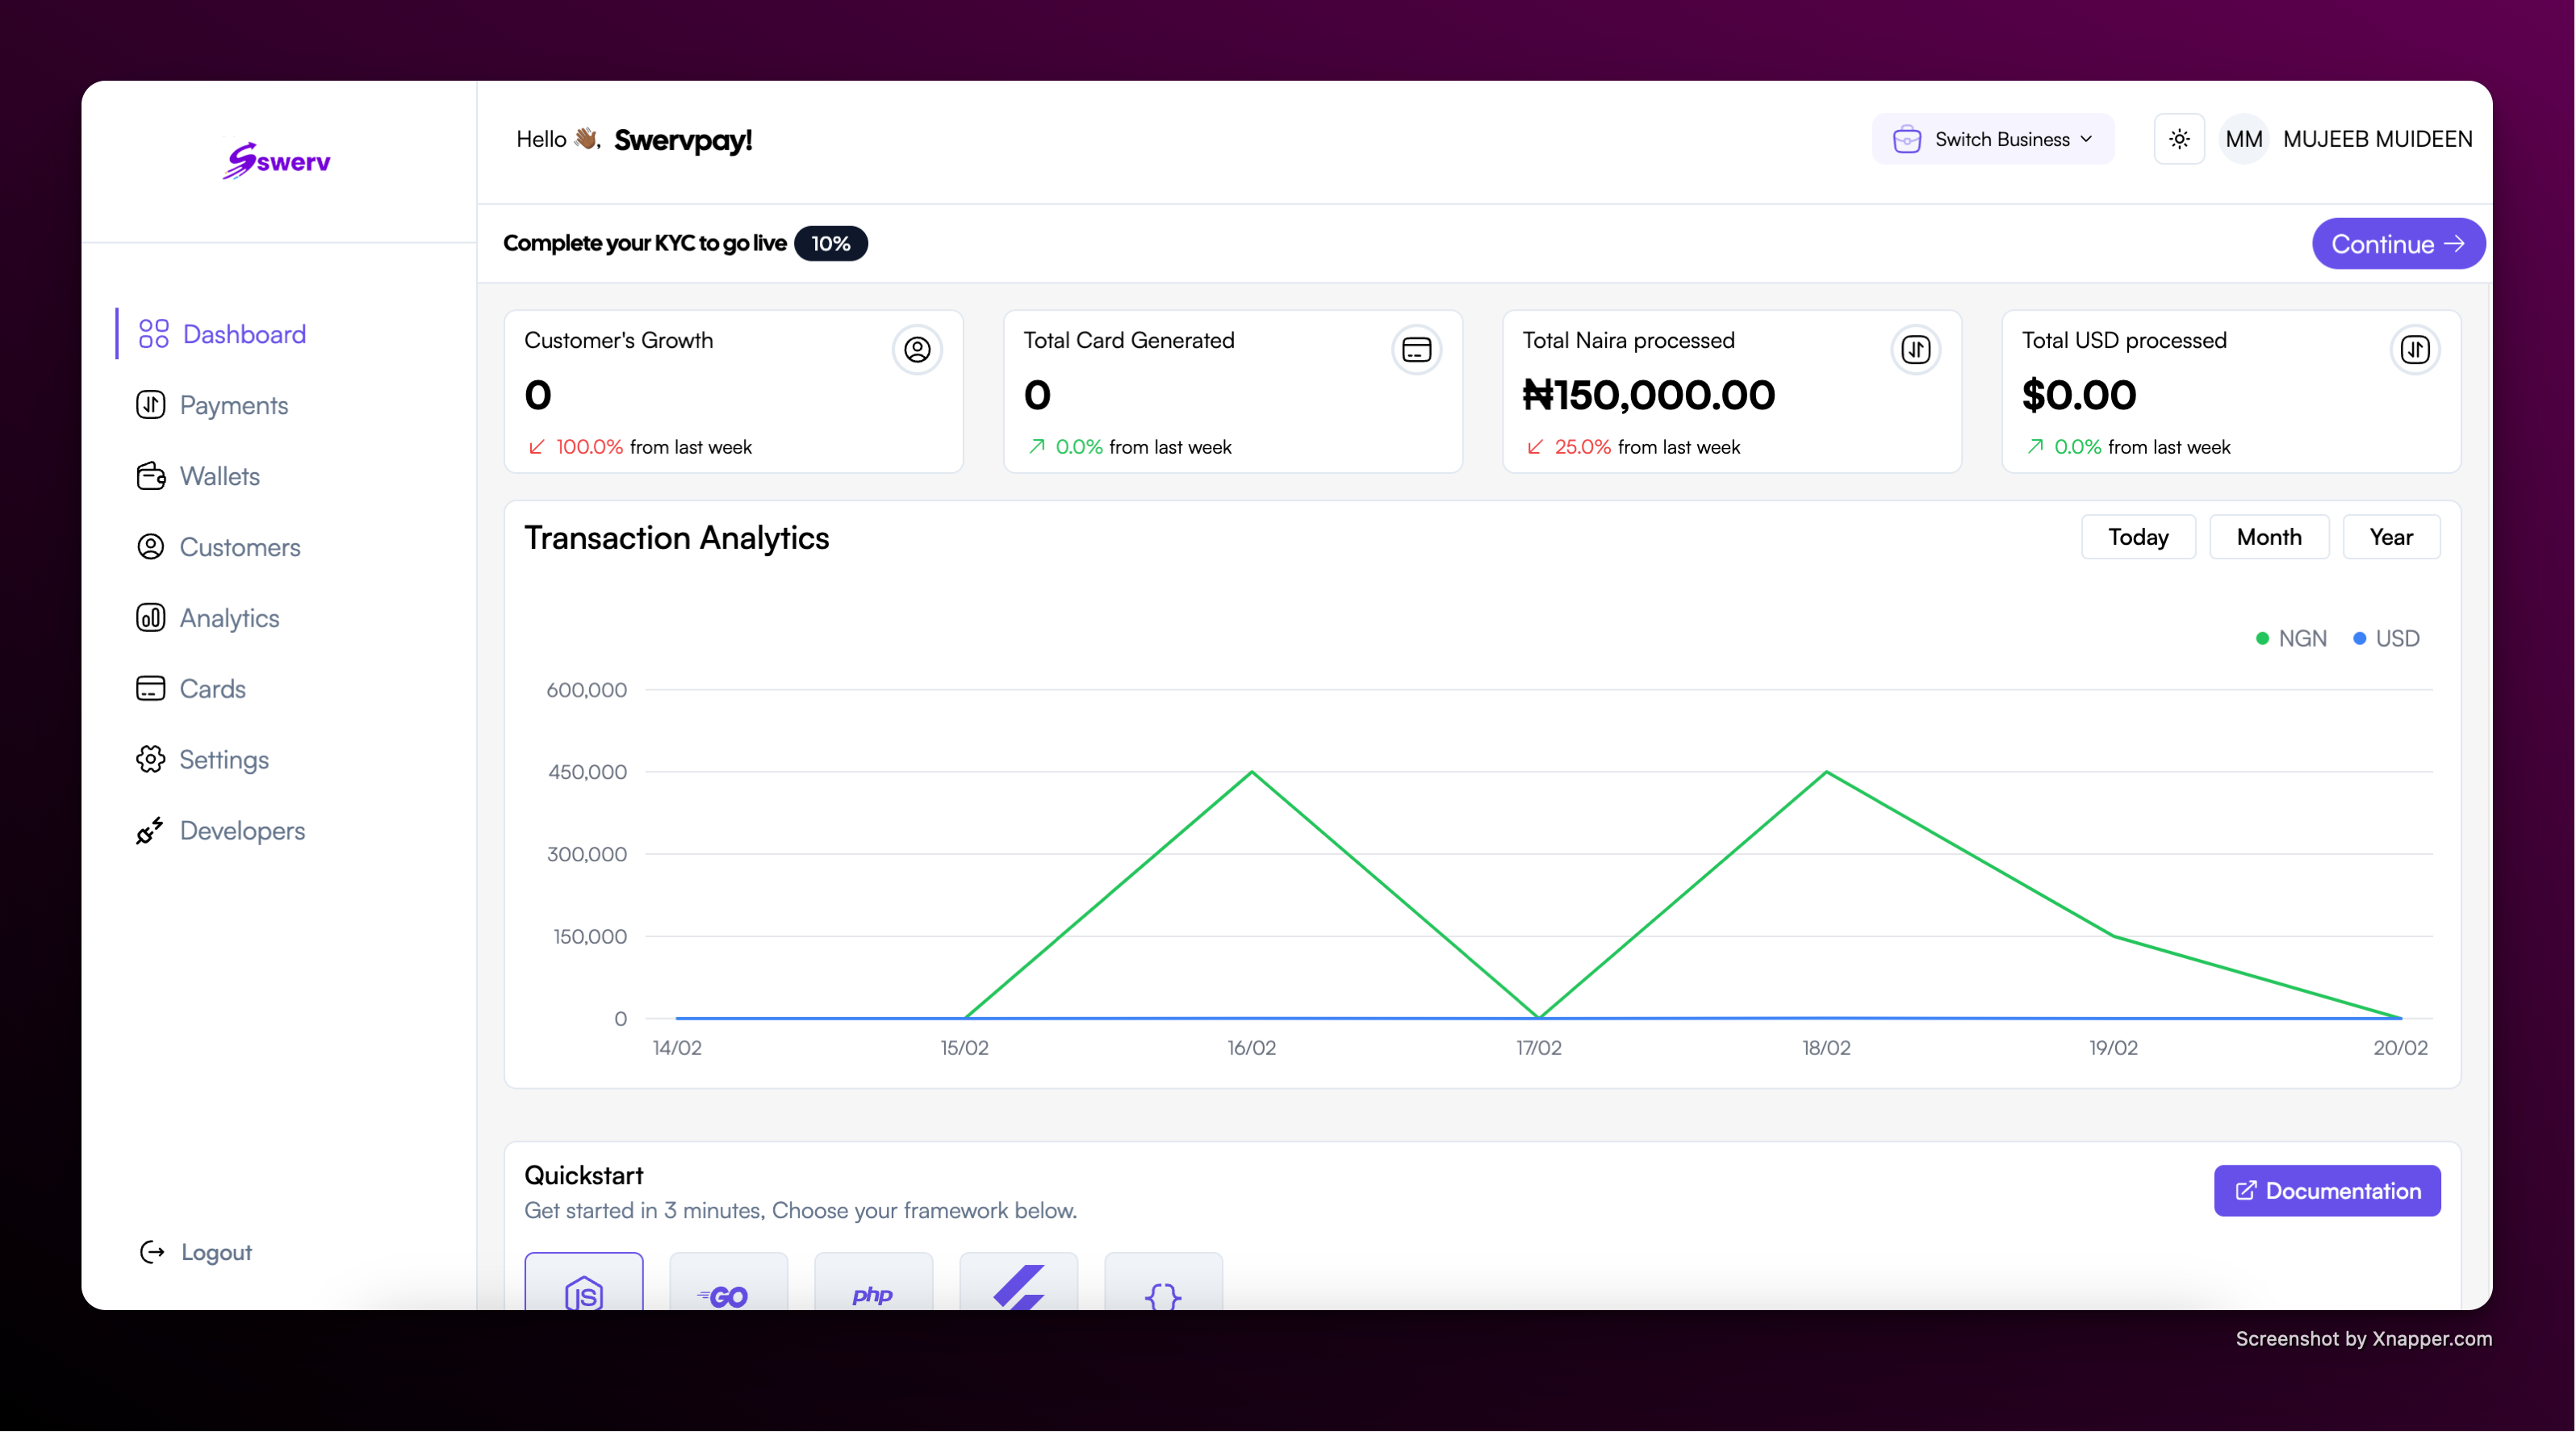 swerv
Hello 👋🏾, Swervpay!
Switch Business
MM
MUJEEB MUIDEEN
Complete your KYC to go live 10%
Continue →
Dashboard
Payments
Wallets
Customers
Analytics
Cards
Settings
Developers
Logout
Customer's Growth
0
100.0% from last week
Total Card Generated
0
0.0% from last week
Total Naira processed
₦150,000.00
25.0% from last week
Total USD processed
$0.00
0.0% from last week
Transaction Analytics
Today
Month
Year
NGN
USD
600,000
450,000
300,000
150,000
0
14/02
15/02
16/02
17/02
18/02
19/02
20/02
Quickstart
Get started in 3 minutes, Choose your framework below.
Documentation
JS
GO
php
{}
Screenshot by Xnapper.com